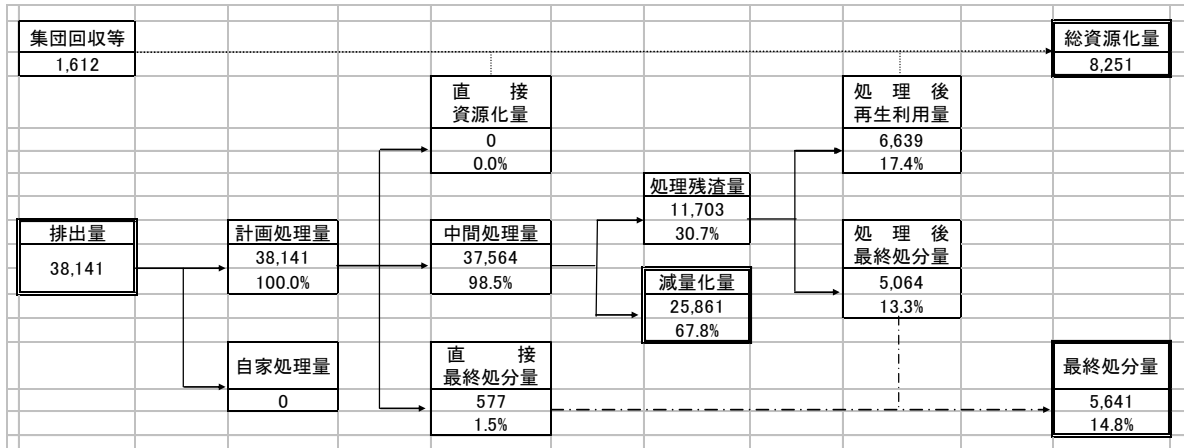 集団回収等
1,612
総資源化量
8,251
直 接
資源化量
0
0.0%
処 理 後
再生利用量
6,639
17.4%
処理残渣量
11,703
30.7%
排出量
38,141
計画処理量
38,141
100.0%
中間処理量
37,564
98.5%
減量化量
25,861
67.8%
処 理 後
最終処分量
5,064
13.3%
自家処理量
0
直 接
最終処分量
577
1.5%
最終処分量
5,641
14.8%